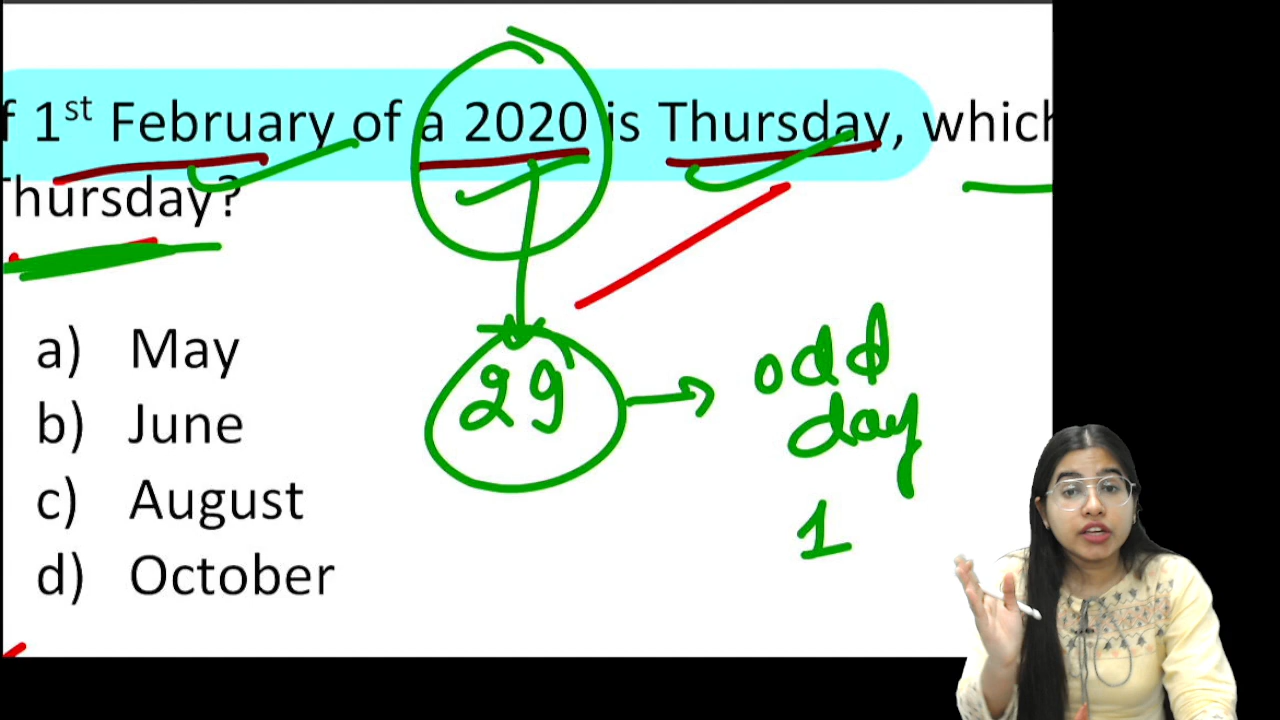 f 1st February of a 2020 is Thursday, which
Thursday?
a) May
b) June
c) August
d) October
29
odd
day
1